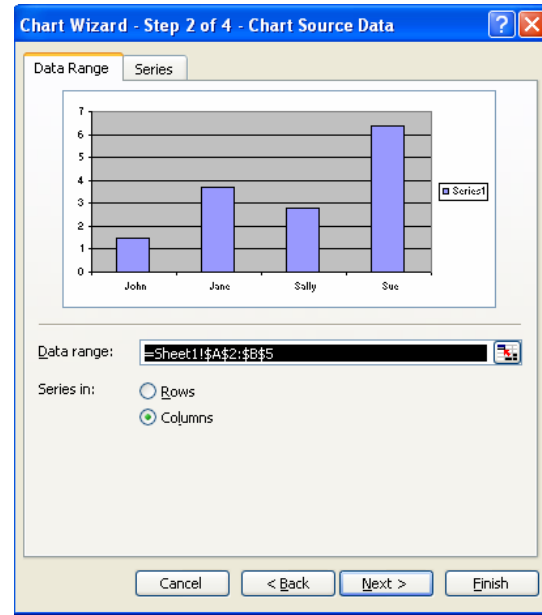 Chart Wizard - Step 2 of 4 - Chart Source Data
Data Range Series
7
6
5
4
3
2
1
0
John Jane Sally Sue
Series1
Data range: =Sheet1!$A$2:$B$5
Series in: Rows
Columns
Cancel < Back Next > Finish